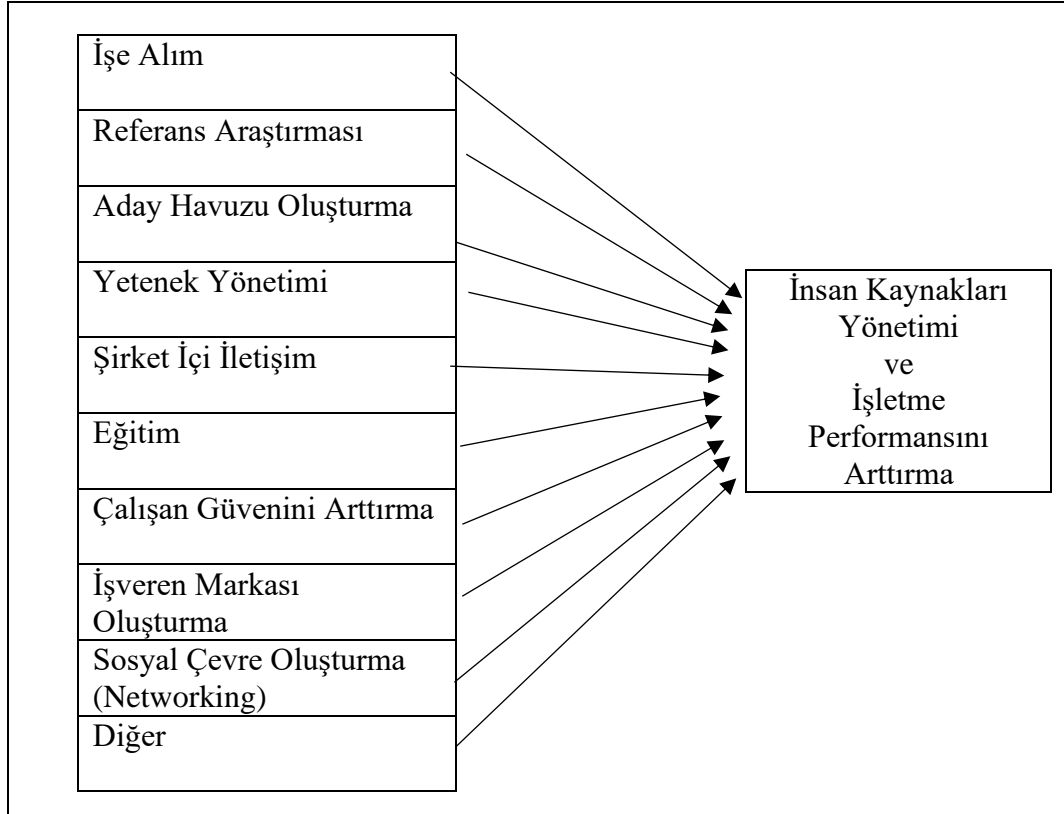 İşe Alım
Referans Araştırması
Aday Havuzu Oluşturma
Yetenek Yönetimi
Şirket İçi İletişim
Eğitim
Çalışan Güvenini Arttırma
İşveren Markası
Oluşturma
Sosyal Çevre Oluşturma
(Networking)
Diğer
İnsan Kaynakları
Yönetimi
ve
İşletme
Performansını
Arttırma